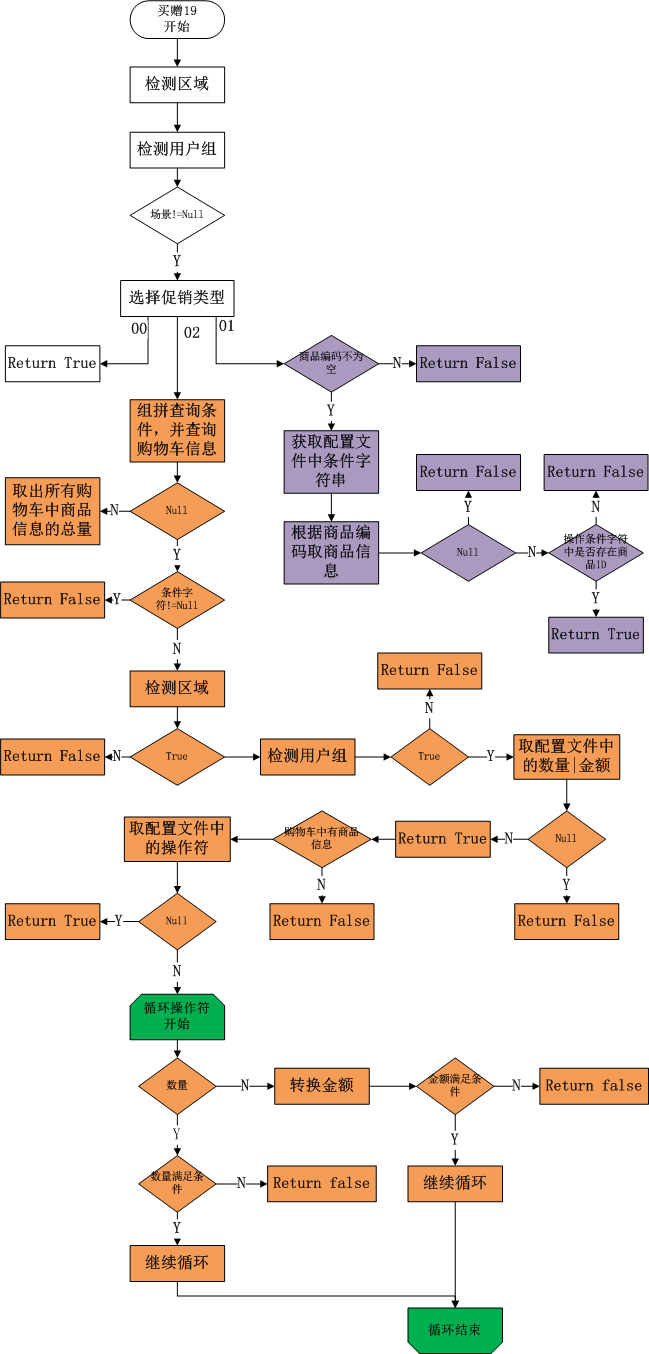 买赠19
开始
检测区域
检测用户组
场景!=Null
Y
选择促销类型
00
02
01
Return True
商品编码不为
空
N
Return False
Y
组拼查询条
件，并查询
购物车信息
获取配置文
件中条件字
符串
取出所有购
物车中商品
信息的总量
N
Null
Y
Return False
Return False
Y
N
根据商品编
码取商品信
息
Null
N
操作条件字符
中是否存在商
品ID
Y
Return True
Return False
Y
条件字
符!=Null
N
检测区域
Return False
N
Return False
N
True
检测用户组
True
Y
取配置文件中
的数量|金额
取配置文件中
的操作符
购物车中有商品
信息
Return True
N
Null
N
Y
Return False
Return False
Return True
Y
Null
N
循环操作符
开始
数量
N
转换金额
金额满足条
件
N
Return false
Y
Y
数量满足条
件
N
Return false
继续循环
Y
继续循环
循环结束